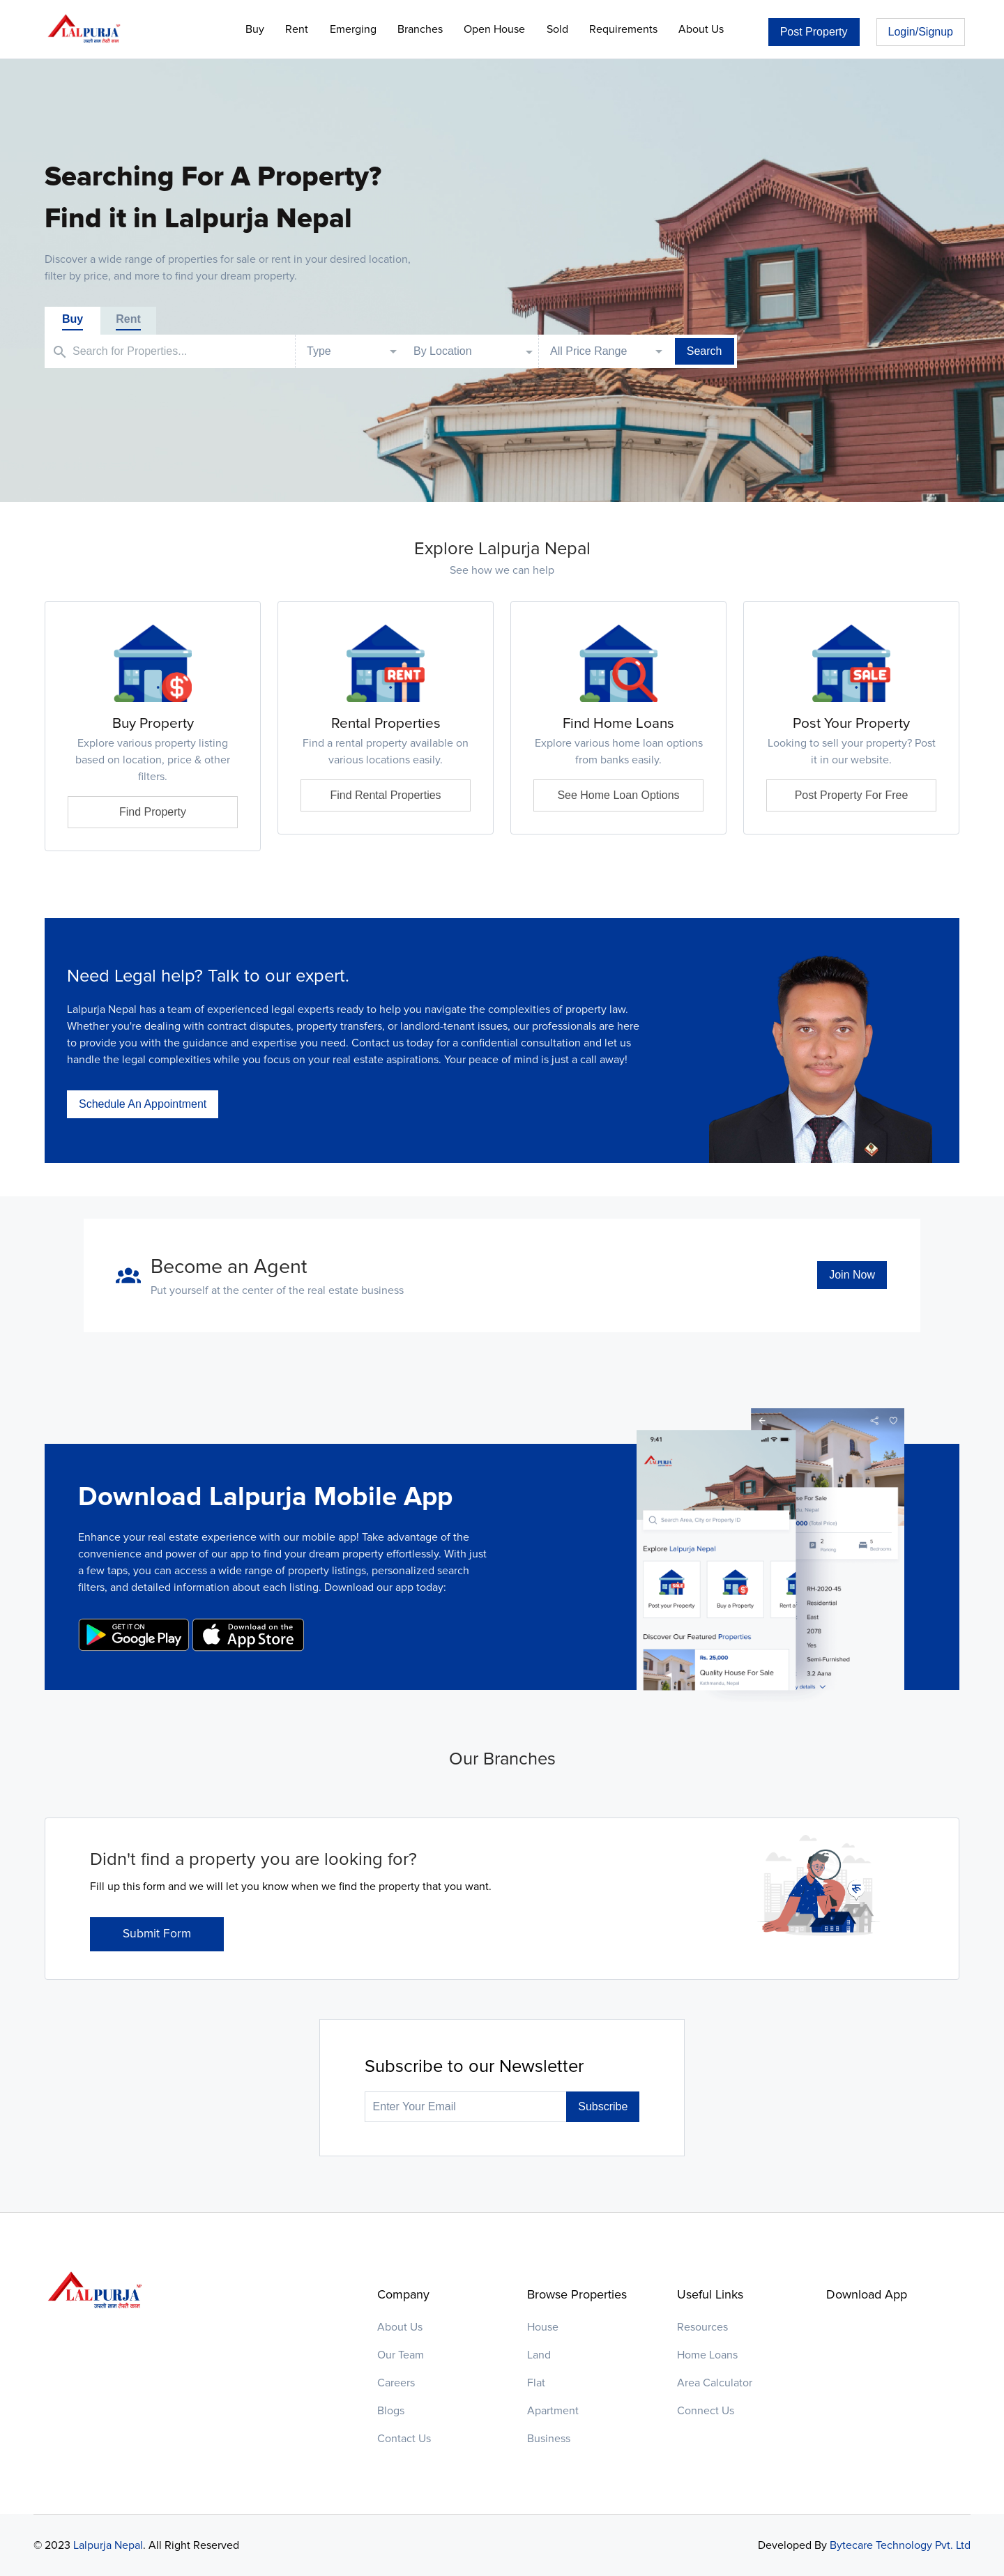 LALPURJA
जस्तो नाम तेस्तै काम
Buy
Rent
Emerging
Branches
Open House
Sold
Requirements
About Us
Post Property
Login/Signup
Searching For A Property?
Find it in Lalpurja Nepal
Discover a wide range of properties for sale or rent in your desired location,
filter by price, and more to find your dream property.
Buy
Rent
Search for Properties...
Type
By Location
All Price Range
Search
Explore Lalpurja Nepal
See how we can help
Buy Property
Explore various property listing
based on location, price & other
filters.
Find Property
RENT
Rental Properties
Find a rental property available on
various locations easily.
Find Rental Properties
Find Home Loans
Explore various home loan options
from banks easily.
See Home Loan Options
SALE
Post Your Property
Looking to sell your property? Post
it in our website.
Post Property For Free
Need Legal help? Talk to our expert.
Lalpurja Nepal has a team of experienced legal experts ready to help you navigate the complexities of property law.
Whether you're dealing with contract disputes, property transfers, or landlord-tenant issues, our professionals are here
to provide you with the guidance and expertise you need. Contact us today for a confidential consultation and let us
handle the legal complexities while you focus on your real estate aspirations. Your peace of mind is just a call away!
Schedule An Appointment
Become an Agent
Put yourself at the center of the real estate business
Join Now
Download Lalpurja Mobile App
Enhance your real estate experience with our mobile app! Take advantage of the
convenience and power of our app to find your dream property effortlessly. With just
a few taps, you can access a wide range of property listings, personalized search
filters, and detailed information about each listing. Download our app today:
GET IT ON
Google Play
Download on the
App Store
9:41
LALPURJA
Search Area, City or Property ID
Explore Lalpurja Nepal
Post your Property
Buy a Property
Rent a
Discover Our Featured Properties
Rs. 25,000
Quality House For Sale
Kathmandu, Nepal
se For Sale
, Nepal
000 (Total Price)
2
Parking
5
Bedrooms
RH-2020-45
Residential
East
2078
Yes
Semi-Furnished
3.2 Aana
y details
Our Branches
Didn't find a property you are looking for?
Fill up this form and we will let you know when we find the property that you want.
Submit Form
रू
Subscribe to our Newsletter
Enter Your Email
Subscribe
LALPURJA
जस्तो नाम तेस्तै काम
Company
About Us
Our Team
Careers
Blogs
Contact Us
Browse Properties
House
Land
Flat
Apartment
Business
Useful Links
Resources
Home Loans
Area Calculator
Connect Us
Download App
© 2023 Lalpurja Nepal. All Right Reserved
Developed By Bytecare Technology Pvt. Ltd